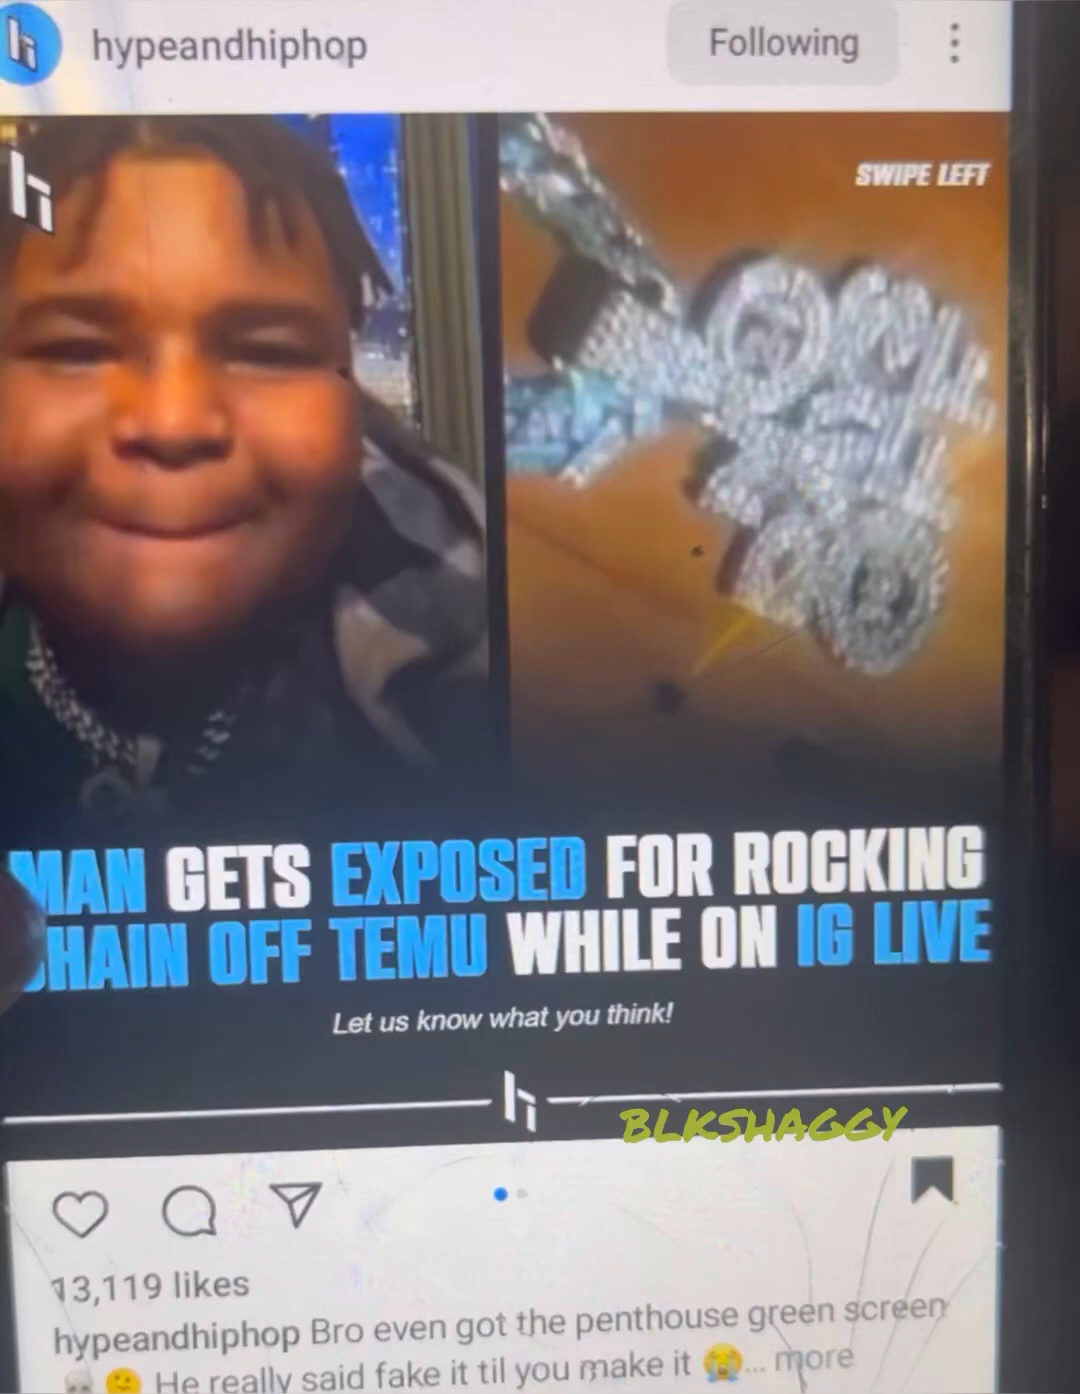 hypeandhiphop
Following
SWIPE LEFT
MAN GETS EXPOSED FOR ROCKING
CHAIN OFF TEMU WHILE ON IG LIVE
Let us know what you think!
BLKSHAGGY
13,119 likes
hypeandhiphop Bro even got the penthouse green screen
He really said fake it til you make it 😭... more